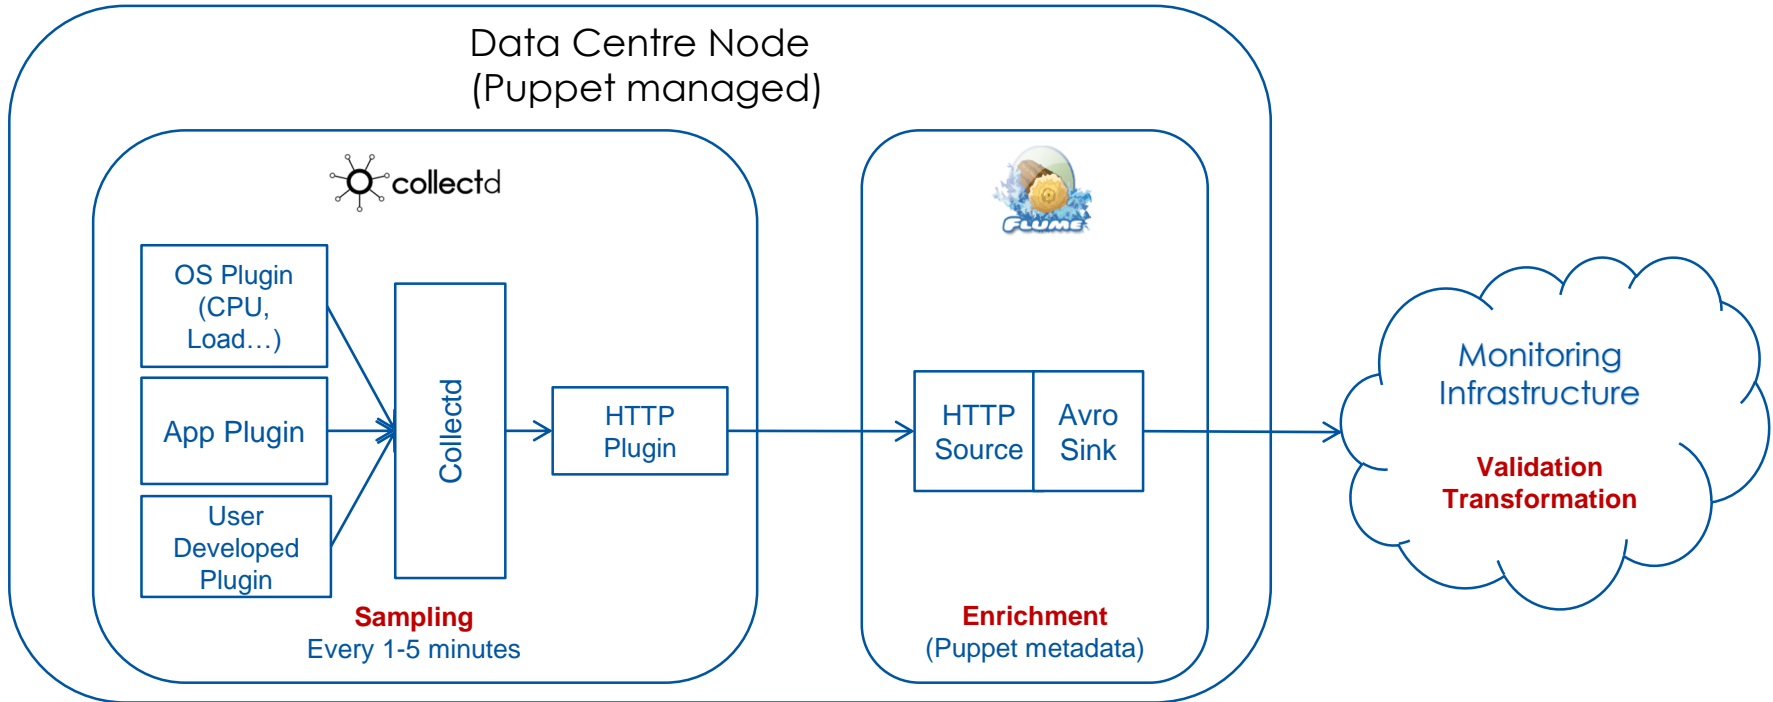 Data Centre Node
(Puppet managed)
collectd
FLUME
OS Plugin
(CPU,
Load…)
App Plugin
User
Developed
Plugin
Collectd
HTTP
Plugin
HTTP
Source
Avro
Sink
Sampling
Every 1-5 minutes
Enrichment
(Puppet metadata)
Monitoring
Infrastructure
Validation
Transformation